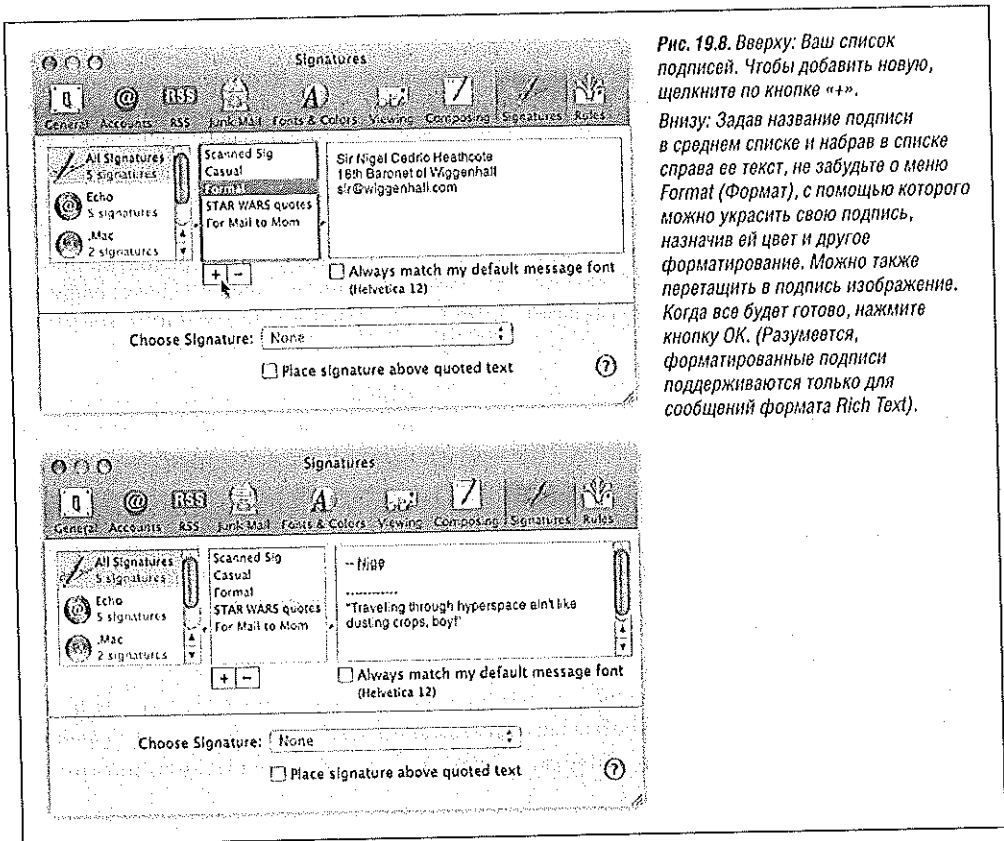 Signatures
General Accounts RSS Junk Mail Fonts & Colors Viewing Composing Signatures Rules
All Signatures
5 signatures
Echo
5 signatures
.Mac
2 signatures
Scanned Sig
Casual
Format
STAR WARS quotes
For Mail to Mom
+ −
Sir Nigel Cedric Heathcote
16th Baronet of Wiggenhall
sir@wiggenhall.com
Always match my default message font
(Helvetica 12)
Choose Signature: None
Place signature above quoted text
?
Рис. 19.8. Вверху: Ваш список
подписей. Чтобы добавить новую,
щелкните по кнопке «+».
Внизу: Задав название подписи
в среднем списке и набрав в списке
справа ее текст, не забудьте о меню
Format (Формат), с помощью которого
можно украсить свою подпись,
назначив ей цвет и другое
форматирование. Можно также
перетащить в подпись изображение.
Когда все будет готово, нажмите
кнопку OK. (Разумеется,
форматированные подписи
поддерживаются только для
сообщений формата Rich Text).
Signatures
General Accounts RSS Junk Mail Fonts & Colors Viewing Composing Signatures Rules
All Signatures
5 signatures
Echo
5 signatures
.Mac
2 signatures
Scanned Sig
Casual
Formal
STAR WARS quotes
For Mail to Mom
+ −
--
-----------
"Traveling through hyperspace ain't like
dusting crops, boy!"
Always match my default message font
(Helvetica 12)
Choose Signature: None
Place signature above quoted text
?